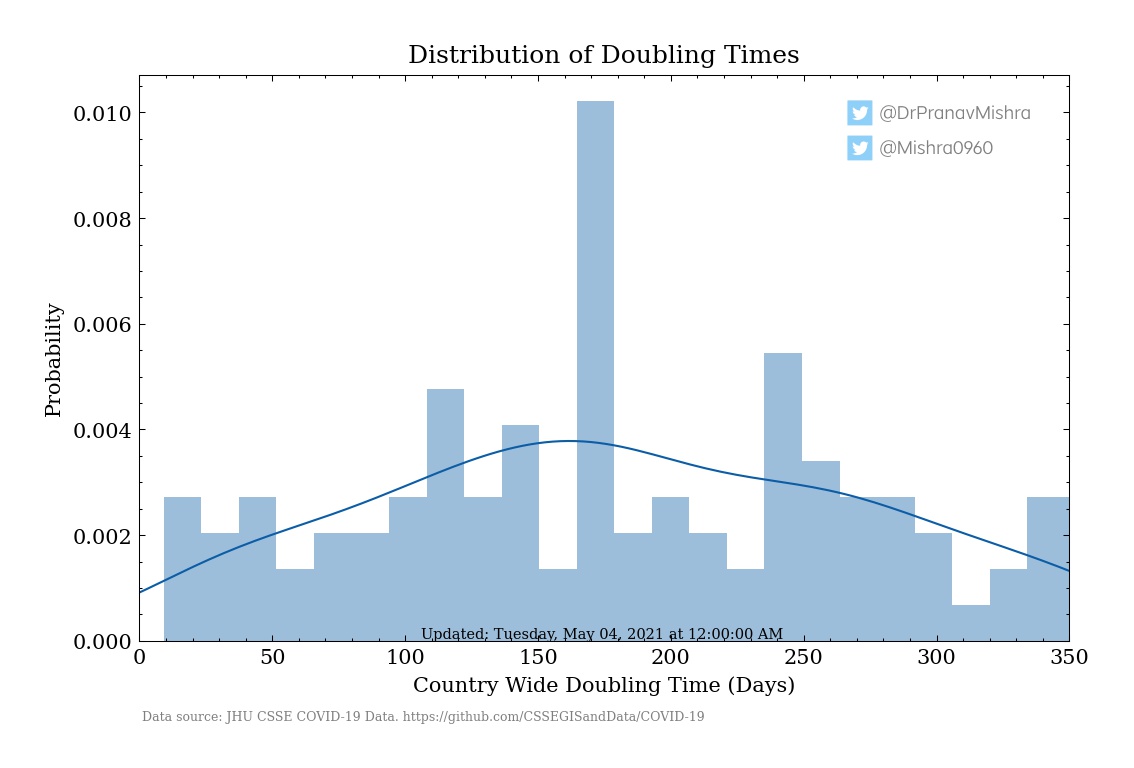 Distribution of Doubling Times
@DrPranavMishra
@Mishra0960
Probability
0.010
0.008
0.006
0.004
0.002
0.000
Updated: Tuesday, May 04, 2021 at 12:00:00 AM
0 50 100 150 200 250 300 350
Country Wide Doubling Time (Days)
Data source: JHU CSSE COVID-19 Data. https://github.com/CSSEGISandData/COVID-19